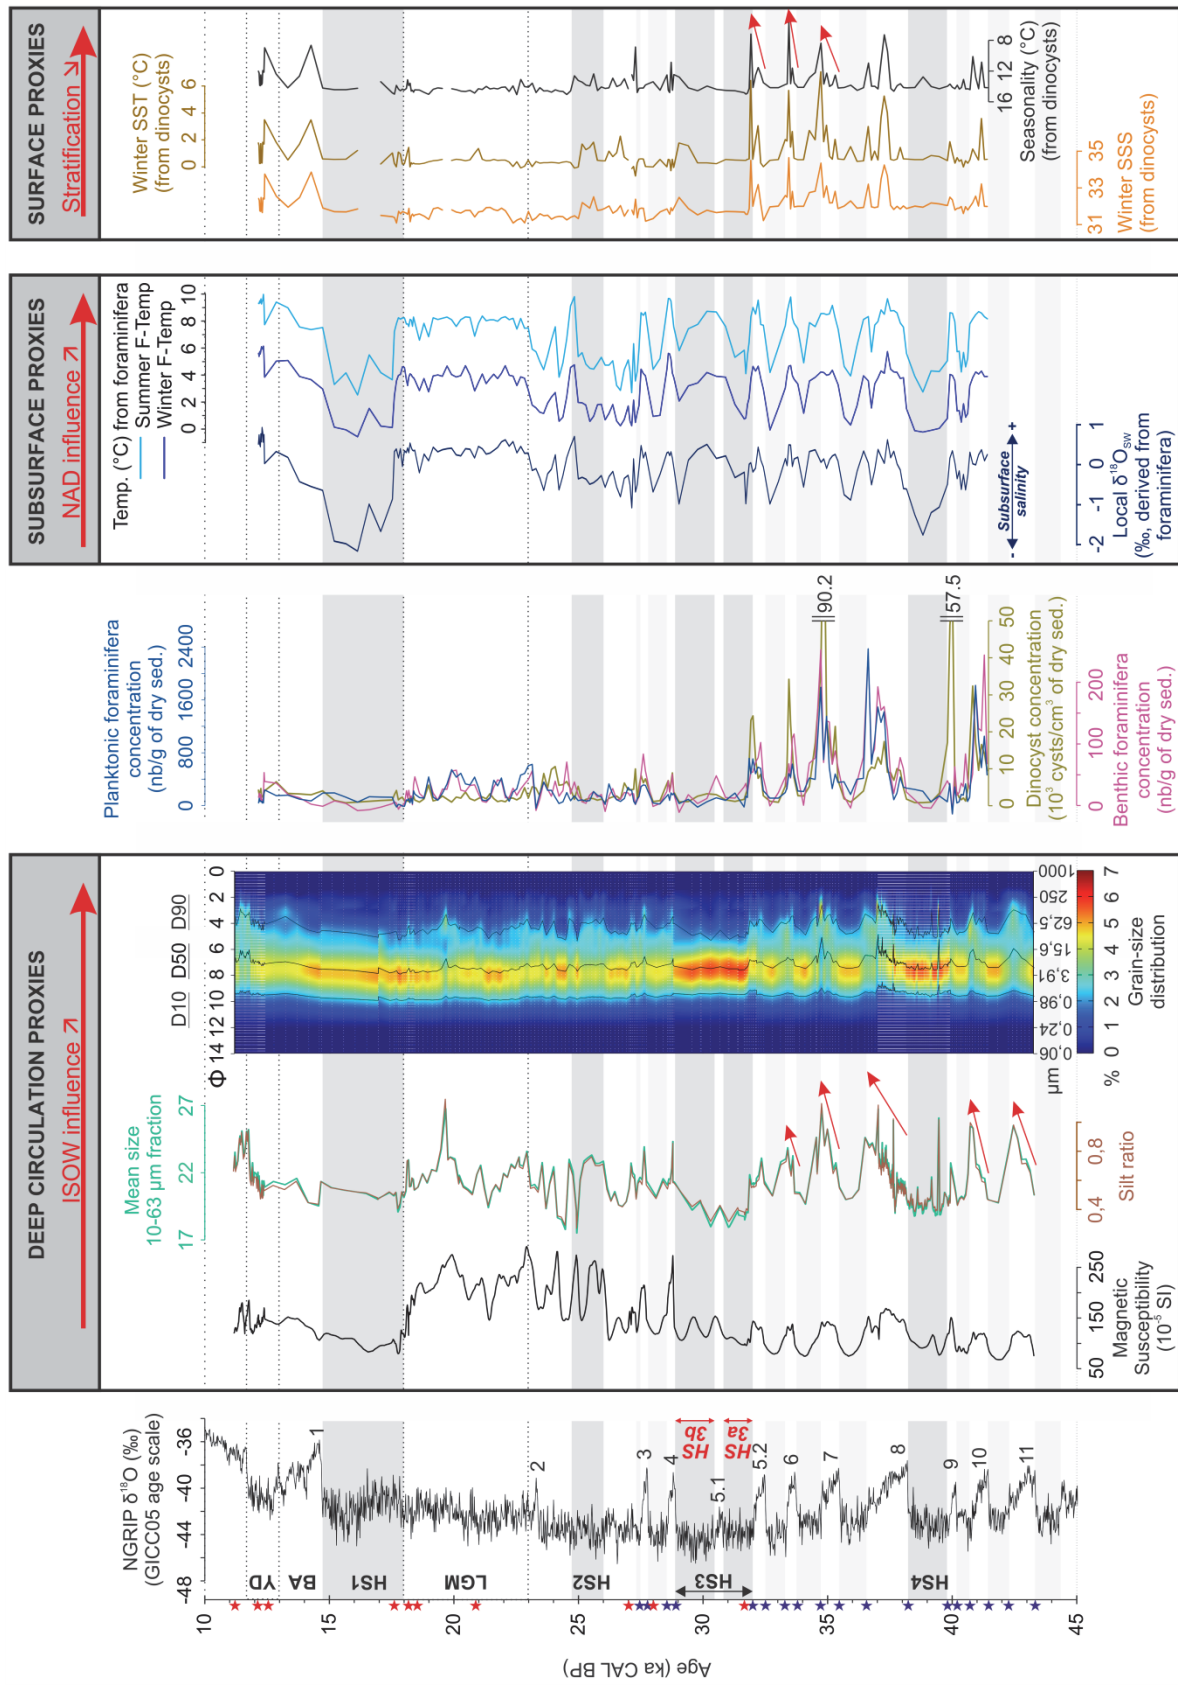 DEEP CIRCULATION PROXIES
ISOW influence ↗
SUBSURFACE PROXIES
NAD influence ↗
SURFACE PROXIES
Stratification ↘
NGRIP δ18O (‰)
(GICC05 age scale)
-48 -44 -40 -36
YD
BA
HS1
LGM
HS2
HS3
HS4
HS
3b
HS
3a
1
2
3
4
5.1
5.2
6
7
8
9
10
11
10 15 20 25 30 35 40 45
Age (ka CAL BP)
Magnetic
Susceptibility
(10-5 SI)
50 150 250
Mean size
10-63 µm fraction
17 22 27
Silt ratio
0,4 0,8
Φ
14 12 10 8 6 4 2 0
D10 D50 D90
µm
0,06 0,24 0,98 3,91 15,6 62,5 250 1000
% 0 1 2 3 4 5 6 7
Grain-size
distribution
Planktonic foraminifera
concentration
(nb/g of dry sed.)
0 800 1600 2400
90.2
57.5
0 10 20 30 40 50
Dinocyst concentration
(103 cysts/cm3 of dry sed.)
0 100 200
Benthic foraminifera
concentration
(nb/g of dry sed.)
Temp. (°C) from foraminifera
Summer F-Temp
Winter F-Temp
0 2 4 6 8 10
- Subsurface +
salinity
-2 -1 0 1
Local δ18OSW
(‰, derived from
foraminifera)
Winter SST (°C)
(from dinocysts)
0 2 4 6
16 12 8
Seasonality (°C)
(from dinocysts)
31 33 35
Winter SSS
(from dinocysts)